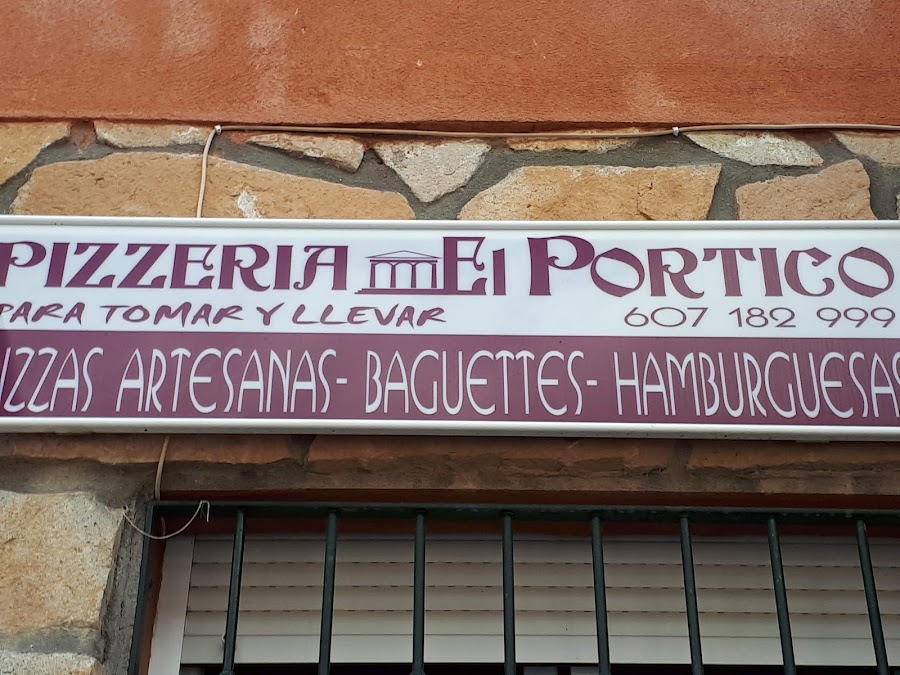 PIZZERIA El PORTICO
PARA TOMAR Y LLEVAR 607 182 999
IZZAS ARTESANAS- BAGUETTES- HAMBURGUESAS